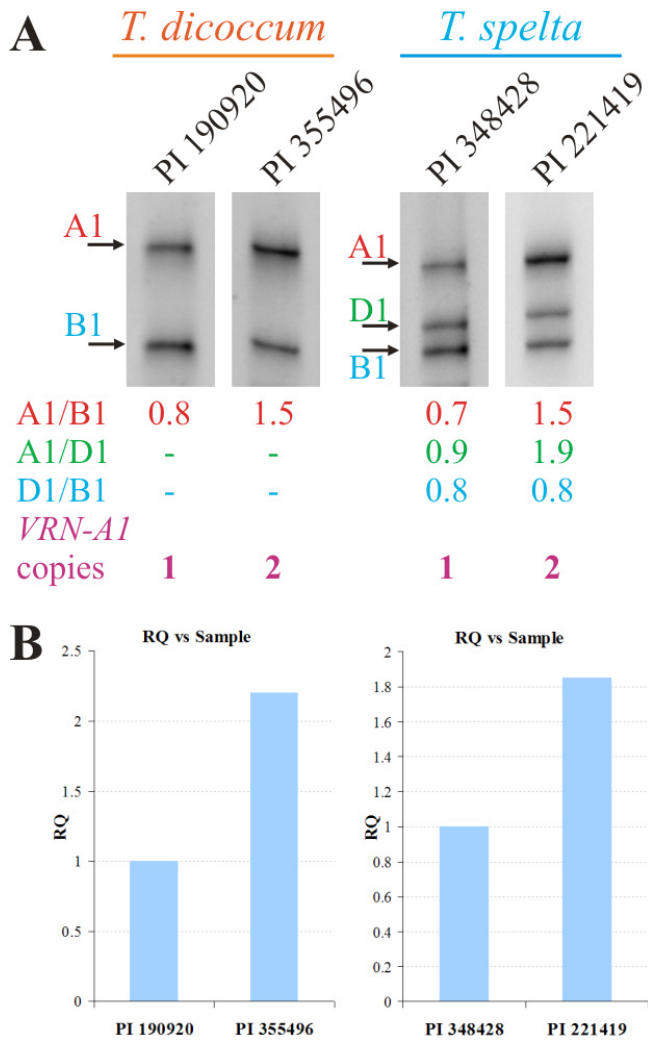 A
T. dicoccum
T. spelta
PI 190920
PI 355496
PI 348428
PI 221419
A1
B1
A1
D1
B1
A1/B1 0.8 1.5 0.7 1.5
A1/D1 - - 0.9 1.9
D1/B1 - - 0.8 0.8
VRN-A1
copies 1 2 1 2
B
RQ vs Sample
2.5
2
1.5
1
0.5
0
RQ
PI 190920 PI 355496
RQ vs Sample
2
1.8
1.6
1.4
1.2
1
0.8
0.6
0.4
0.2
0
RQ
PI 348428 PI 221419